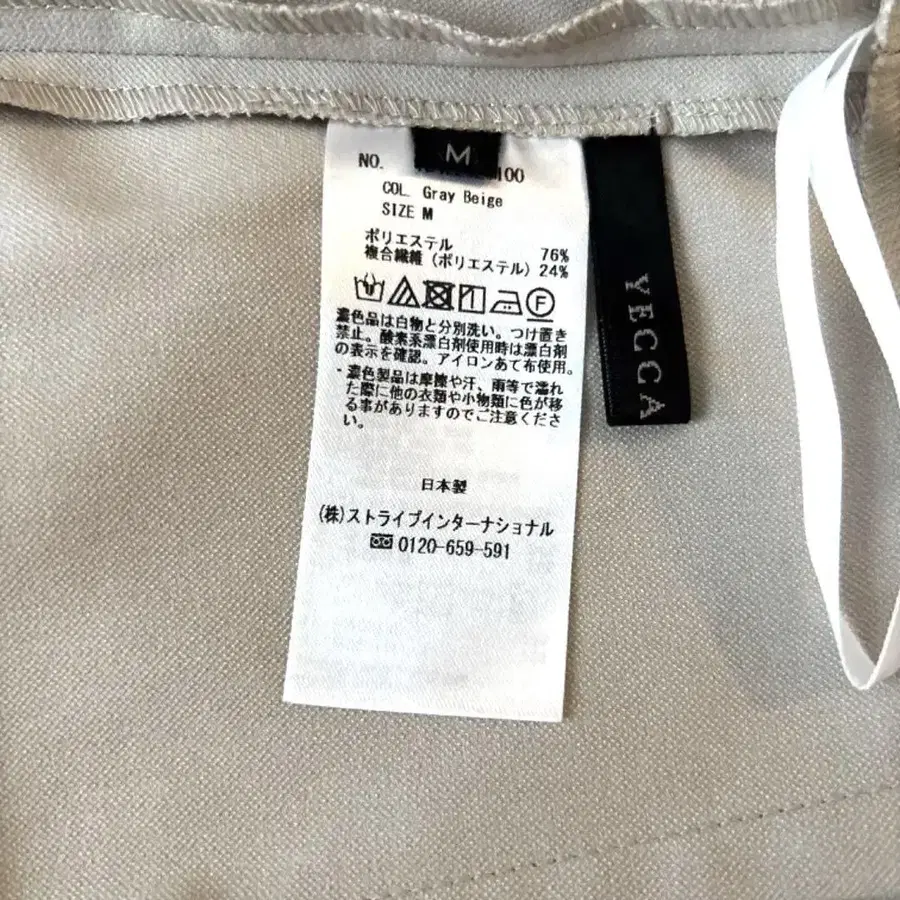 M
NO. 100
COL. Gray Beige
SIZE M
ポリエステル 76%
複合繊維 (ポリエステル) 24%
F
濃色品は白物と分別洗い。つけ置き
禁止。酸素系漂白剤使用時は漂白剤
の表示を確認。アイロンあて布使用。
・濃色製品は摩擦や汗、雨等で濡れ
た際に他の衣類や小物類に色が移
る事がありますのでご注意くださ
い。
日本製
(株)ストライプインターナショナル
0120-659-591
YECCA